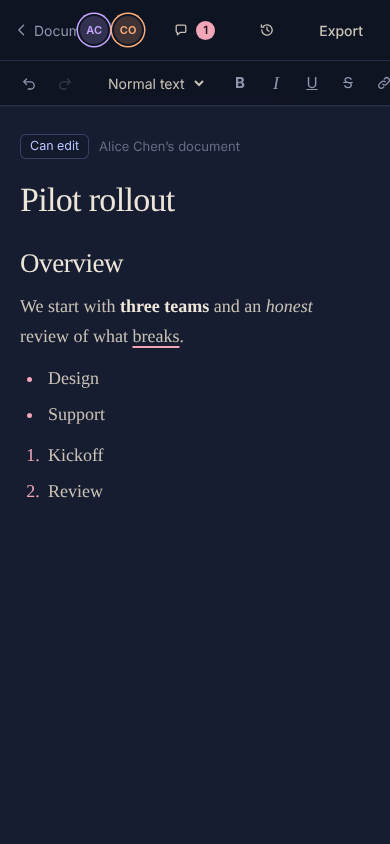 Docum AC CO 1 Export
Normal text B I U S
Can edit Alice Chen’s document
Pilot rollout
Overview
We start with three teams and an honest
review of what breaks.
• Design
• Support
1. Kickoff
2. Review